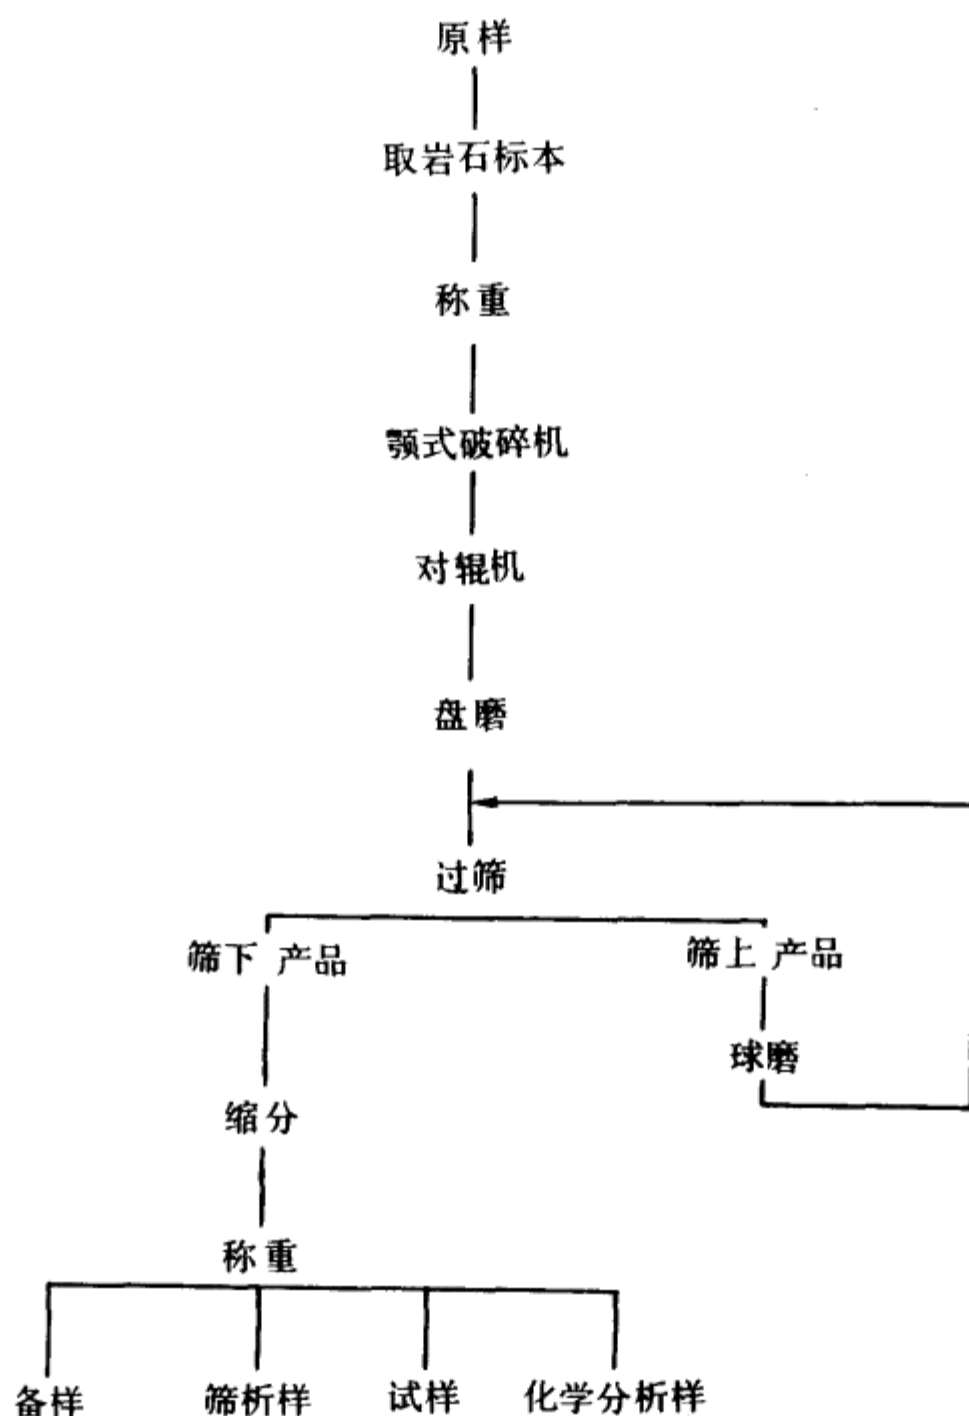 原样
取岩石标本
称重
颚式破碎机
对辊机
盘磨
过筛
筛下 产品
筛上 产品
球磨
缩分
称重
备样 筛析样 试样 化学分析样